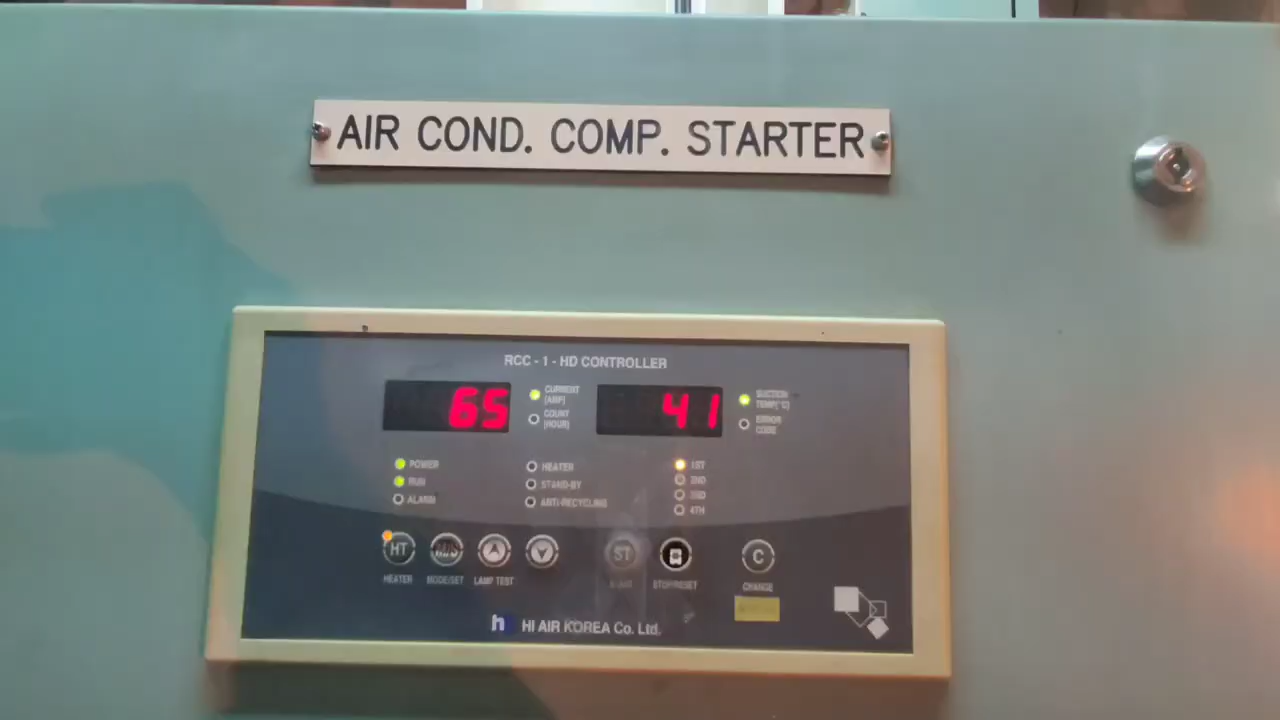 AIR COND. COMP. STARTER
RCC - 1 - HD CONTROLLER
65
CURRENT
[AMP]
COUNT
[HOUR]
41
SUCTION
TEMP[°C]
ERROR
CODE
POWER
RUN
ALARM
HEATER
STAND-BY
ANTI-RECYCLING
1ST
2ND
3RD
4TH
HT
M/S
ST
C
HEATER
MODE/SET
LAMP TEST
STOP/RESET
CHANGE
HI AIR KOREA Co. Ltd.